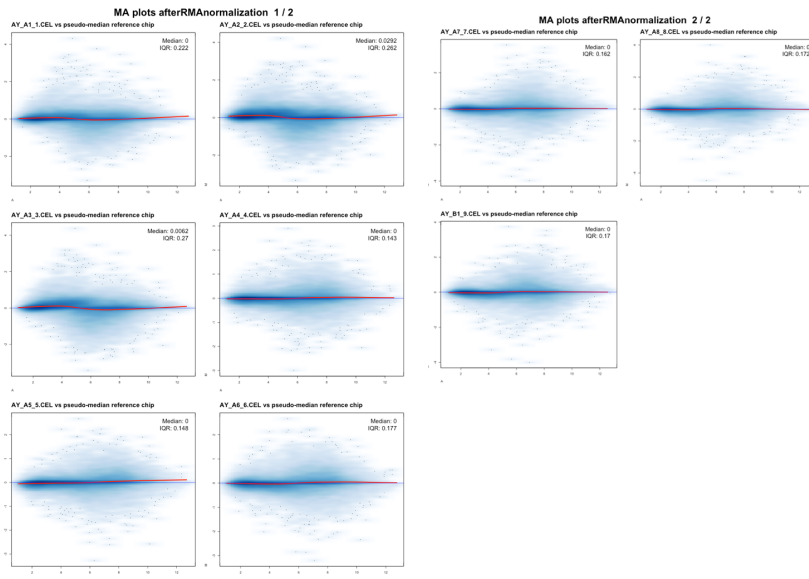 MA plots afterRMAnormalization 1 / 2
AY_A1_1.CEL vs pseudo-median reference chip
Median: 0
IQR: 0.222
AY_A2_2.CEL vs pseudo-median reference chip
Median: 0.0292
IQR: 0.262
AY_A3_3.CEL vs pseudo-median reference chip
Median: 0.0062
IQR: 0.27
AY_A4_4.CEL vs pseudo-median reference chip
Median: 0
IQR: 0.143
AY_A5_5.CEL vs pseudo-median reference chip
Median: 0
IQR: 0.148
AY_A6_6.CEL vs pseudo-median reference chip
Median: 0
IQR: 0.177
MA plots afterRMAnormalization 2 / 2
AY_A7_7.CEL vs pseudo-median reference chip
Median: 0
IQR: 0.162
AY_A8_8.CEL vs pseudo-median reference chip
Median: 0
IQR: 0.172
AY_B1_9.CEL vs pseudo-median reference chip
Median: 0
IQR: 0.17